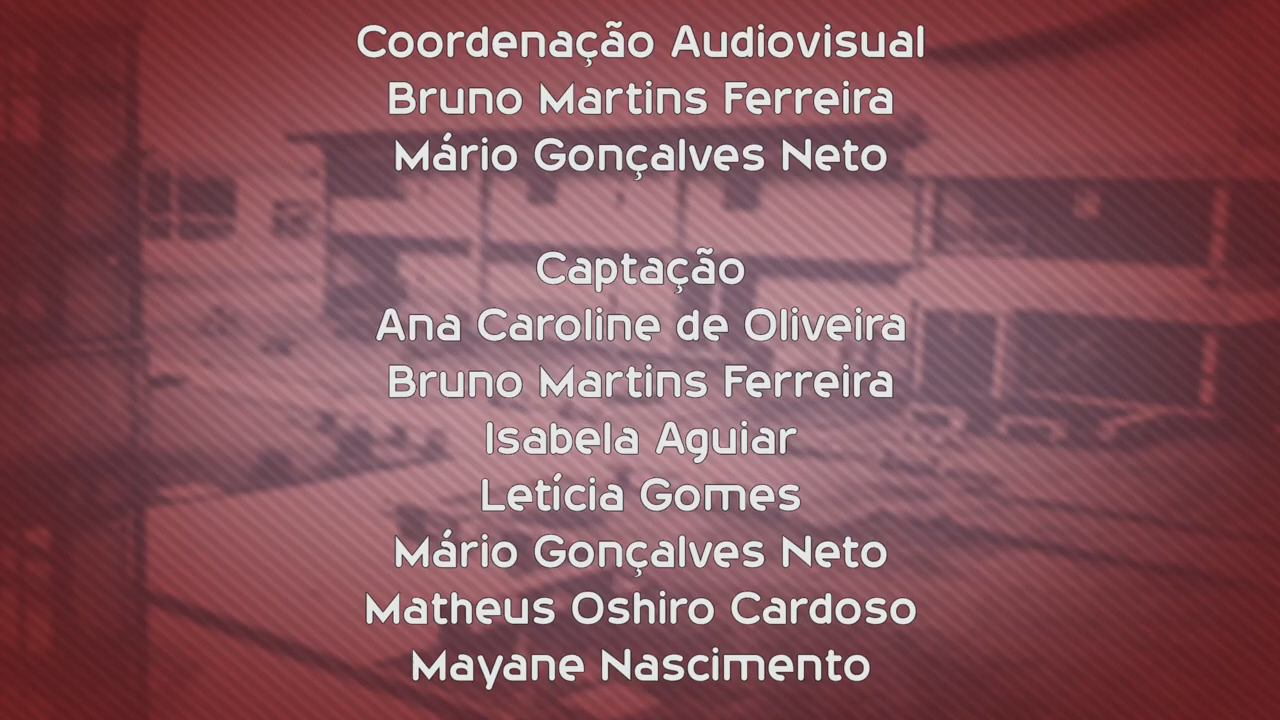 Coordenação Audiovisual
Bruno Martins Ferreira
Mário Gonçalves Neto
Captação
Ana Caroline de Oliveira
Bruno Martins Ferreira
Isabela Aguiar
Letícia Gomes
Mário Gonçalves Neto
Matheus Oshiro Cardoso
Mayane Nascimento